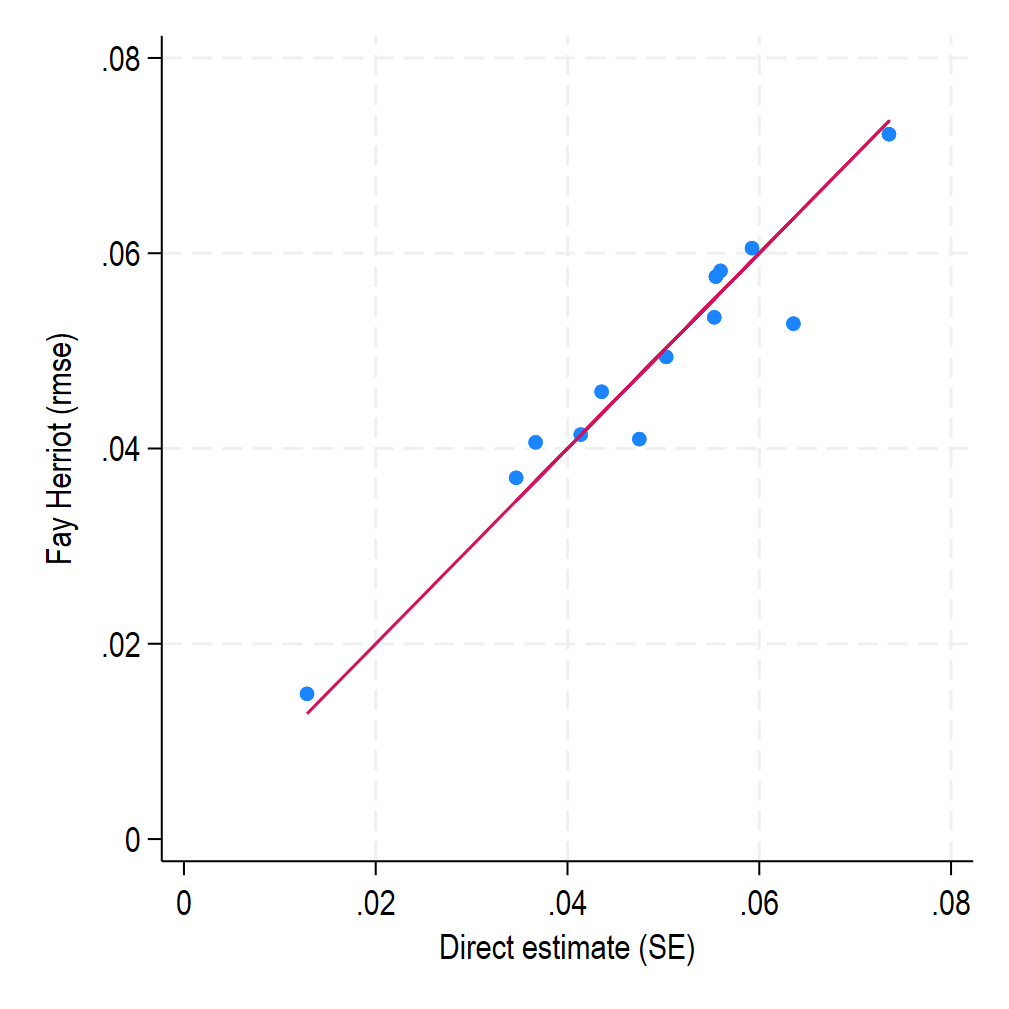 Fay Herriot (rmse)
.08
.06
.04
.02
0
0 .02 .04 .06 .08
Direct estimate (SE)